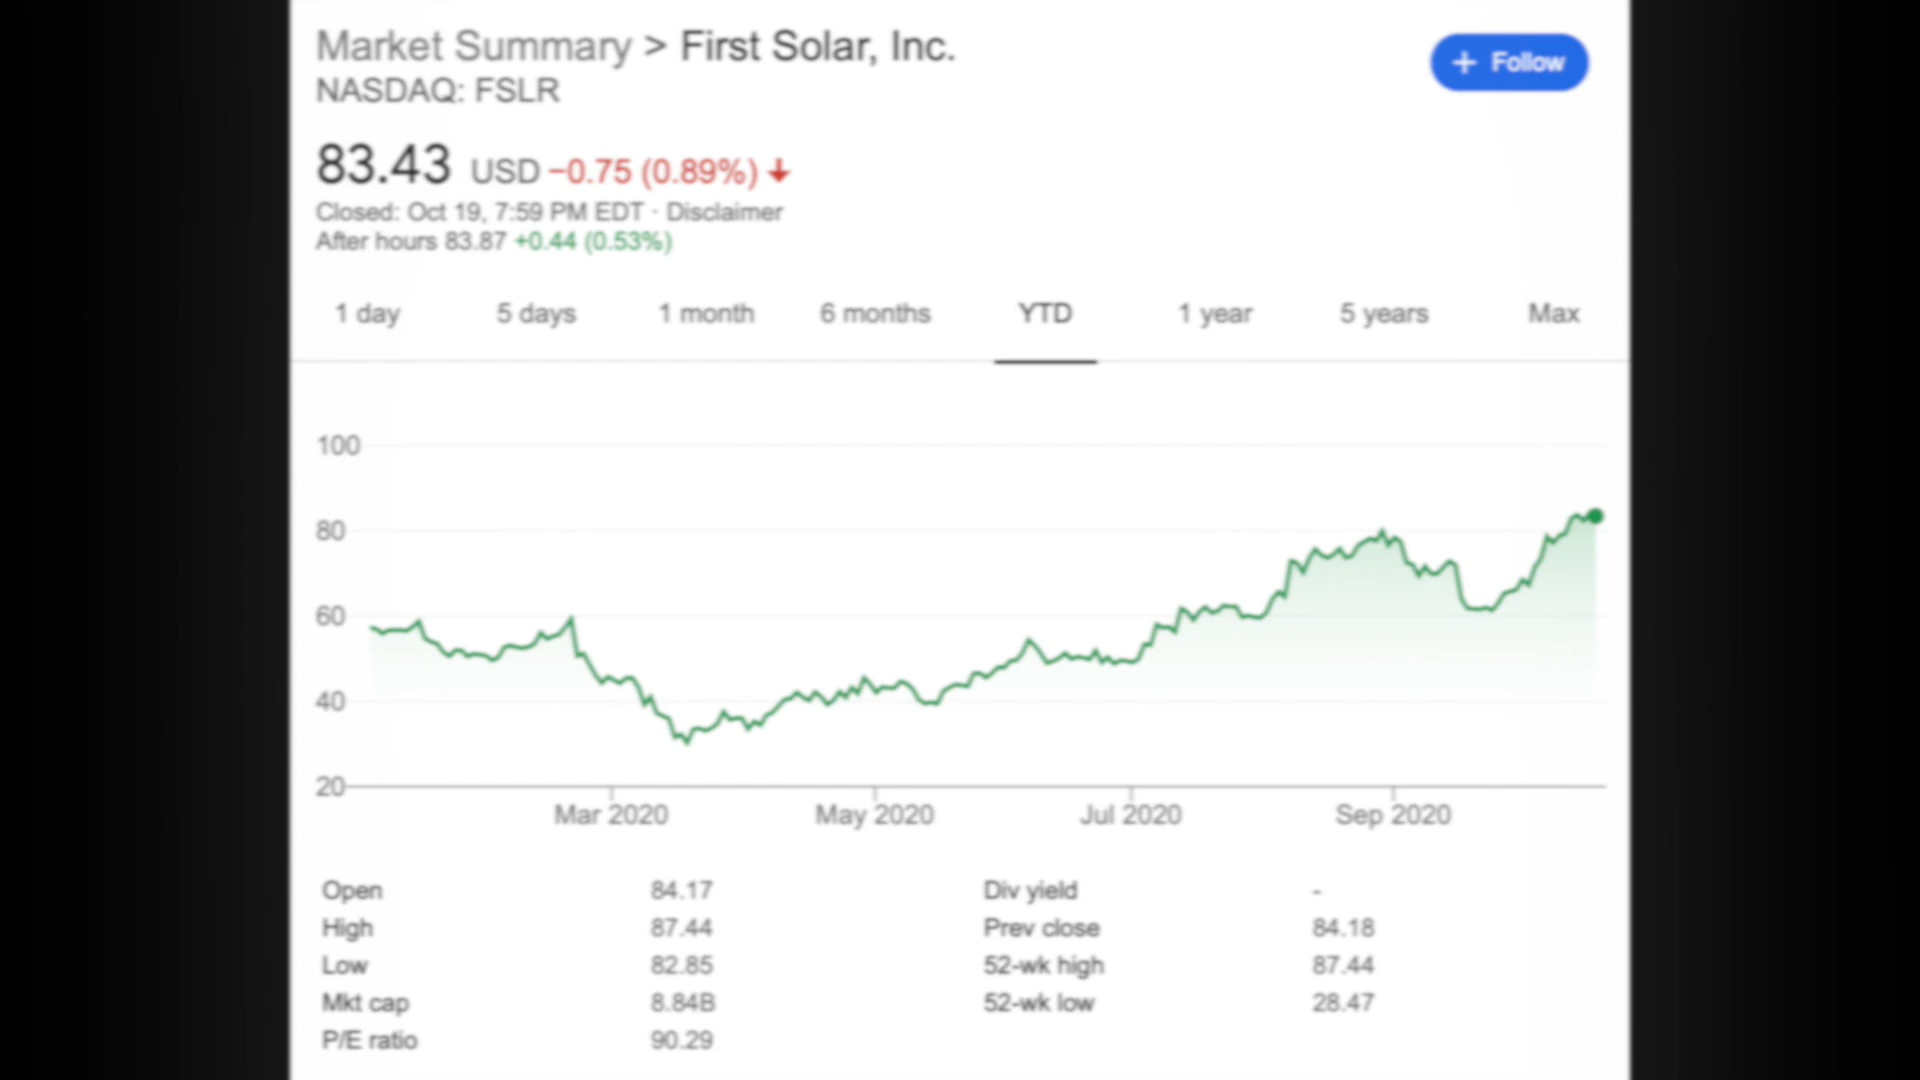 Market Summary > First Solar, Inc.
+ Follow
NASDAQ: FSLR
83.43 USD −0.75 (0.89%)
Closed: Oct 19, 7:59 PM EDT · Disclaimer
After hours 83.87 +0.44 (0.53%)
1 day 5 days 1 month 6 months YTD 1 year 5 years Max
100
80
60
40
20
Mar 2020 May 2020 Jul 2020 Sep 2020
Open 84.17 Div yield -
High 87.44 Prev close 84.18
Low 82.85 52-wk high 87.44
Mkt cap 8.84B 52-wk low 28.47
P/E ratio 90.29